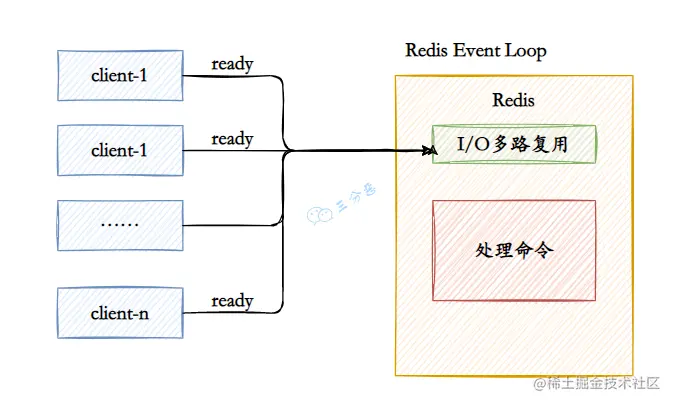 Redis Event Loop
client-1
ready
Redis
client-1
ready
I/O多路复用
三分恶
……
处理命令
client-n
ready
@稀土掘金技术社区